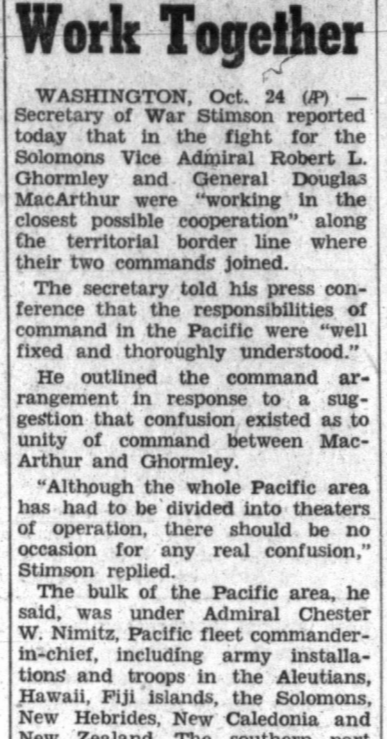 Work Together
WASHINGTON, Oct. 24 (AP) —
Secretary of War Stimson reported
today that in the fight for the
Solomons Vice Admiral Robert L.
Ghormley and General Douglas
MacArthur were "working in the
closest possible cooperation" along
the territorial border line where
their two commands joined.
The secretary told his press con-
ference that the responsibilities of
command in the Pacific were "well
fixed and thoroughly understood."
He outlined the command ar-
rangement in response to a sug-
gestion that confusion existed as to
unity of command between Mac-
Arthur and Ghormley.
"Although the whole Pacific area
has had to be divided into theaters
of operation, there should be no
occasion for any real confusion,"
Stimson replied.
The bulk of the Pacific area, he
said, was under Admiral Chester
W. Nimitz, Pacific fleet commander-
in-chief, including army installa-
tions and troops in the Aleutians,
Hawaii, Fiji islands, the Solomons,
New Hebrides, New Caledonia and
New Zealand. The southern part